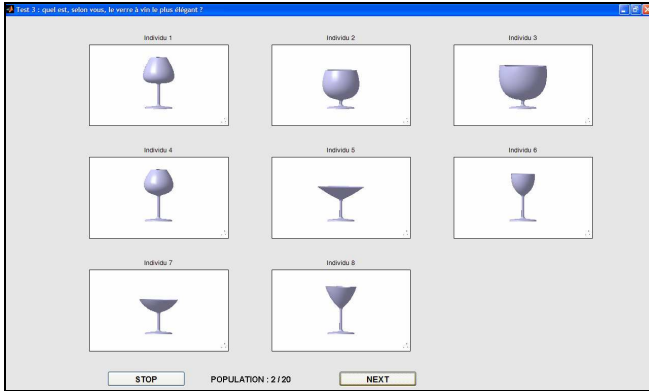 Test 3 : quel est, selon vous, le verre à vin le plus élégant ?
Individu 1
Individu 2
Individu 3
Individu 4
Individu 5
Individu 6
Individu 7
Individu 8
STOP
POPULATION : 2 / 20
NEXT